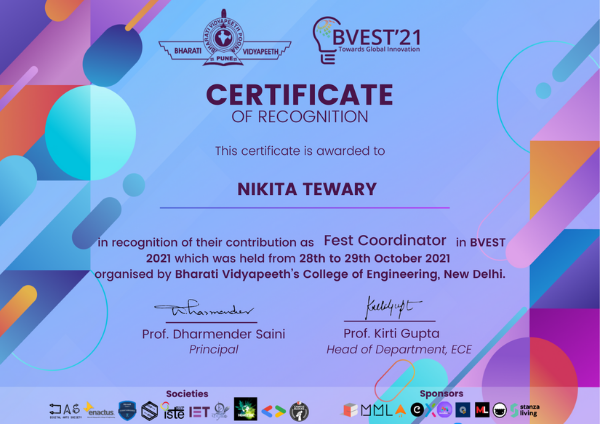 BHARATI VIDYAPEETH
PUNE
BVEST'21
Towards Global Innovation
CERTIFICATE
OF RECOGNITION
This certificate is awarded to
NIKITA TEWARY
in recognition of their contribution as Fest Coordinator in BVEST
2021 which was held from 28th to 29th October 2021
organised by Bharati Vidyapeeth's College of Engineering, New Delhi.
Prof. Dharmender Saini
Principal
Prof. Kirti Gupta
Head of Department, ECE
Societies
Sponsors
enactus
iste
IET
MML
stanza
living